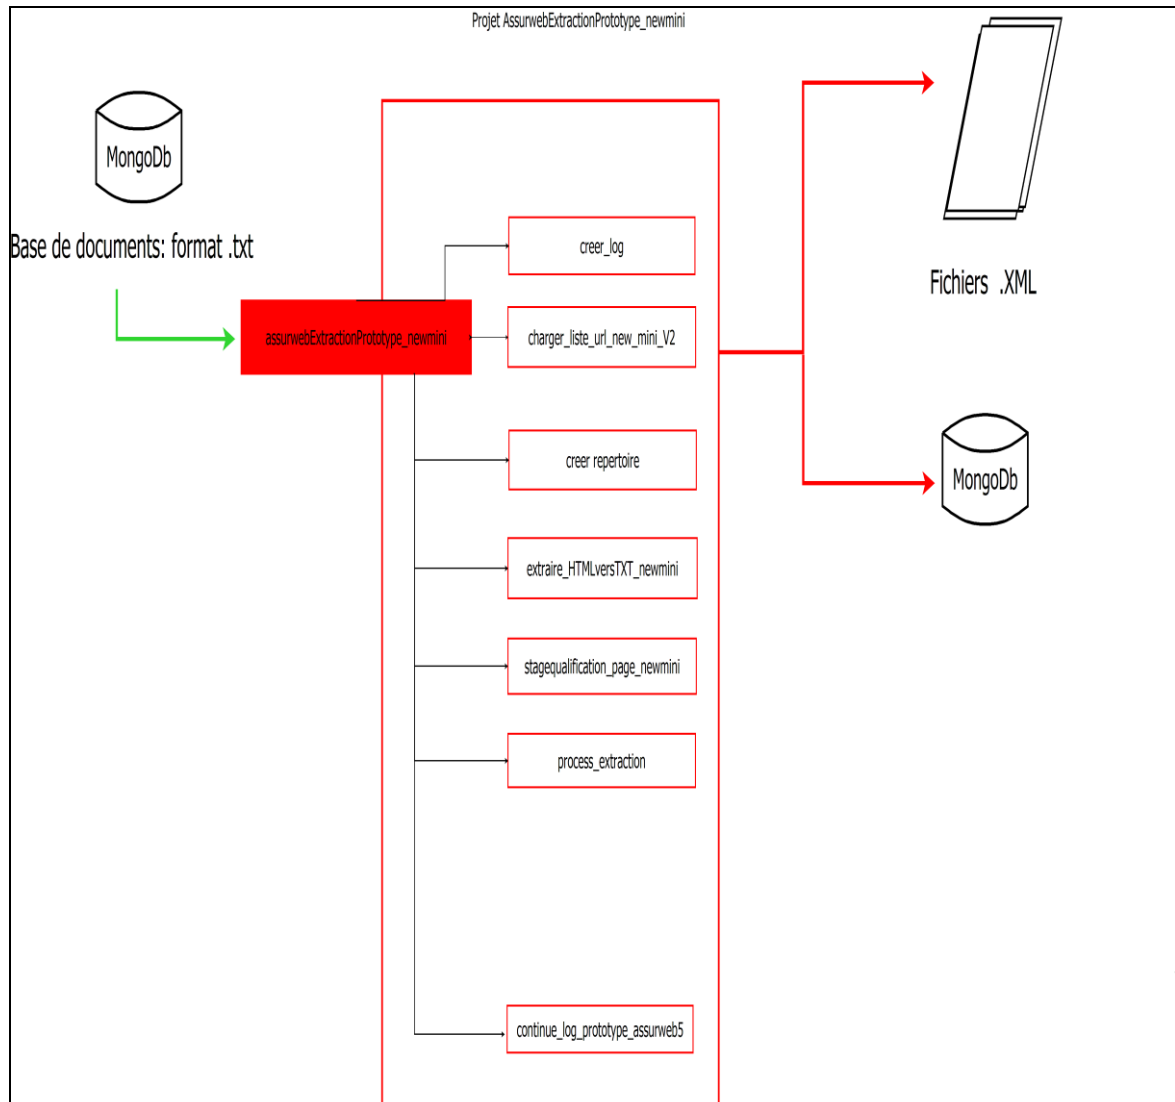 Projet AssurwebExtractionPrototype_newmini
MongoDb
Base de documents: format .txt
assurwebExtractionPrototype_newmini
creer_log
charger_liste_url_new_mini_V2
creer repertoire
extraire_HTMLversTXT_newmini
stagequalification_page_newmini
process_extraction
continue_log_prototype_assurweb5
Fichiers .XML
MongoDb